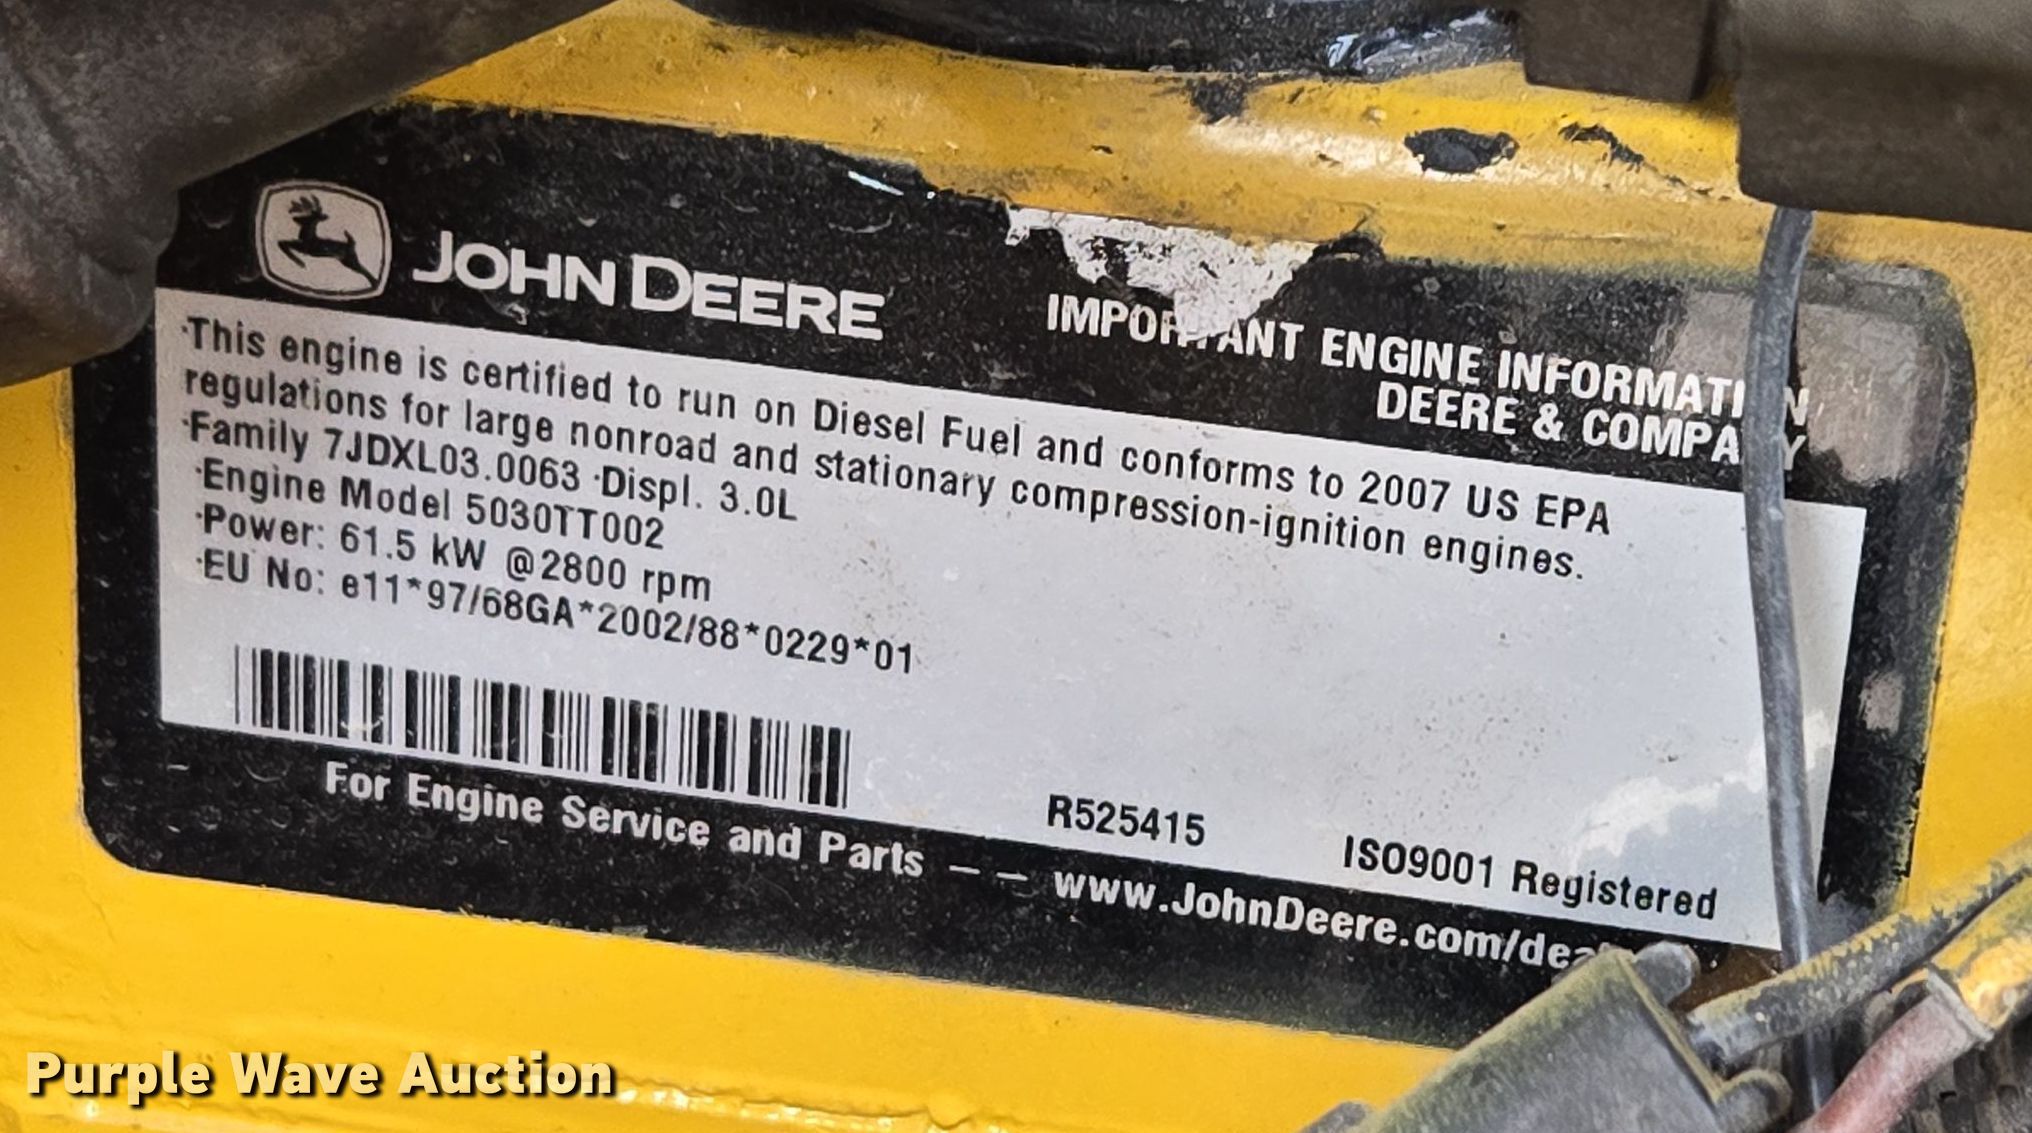 JOHN DEERE
IMPORTANT ENGINE INFORMATION
DEERE & COMPANY
·This engine is certified to run on Diesel Fuel and conforms to 2007 US EPA
regulations for large nonroad and stationary compression-ignition engines.
·Family 7JDXL03.0063 ·Displ. 3.0L
·Engine Model 5030TT002
·Power: 61.5 kW @2800 rpm
·EU No: e11*97/68GA*2002/88*0229*01
R525415 ISO9001 Registered
For Engine Service and Parts – – www.JohnDeere.com/dea
Purple Wave Auction